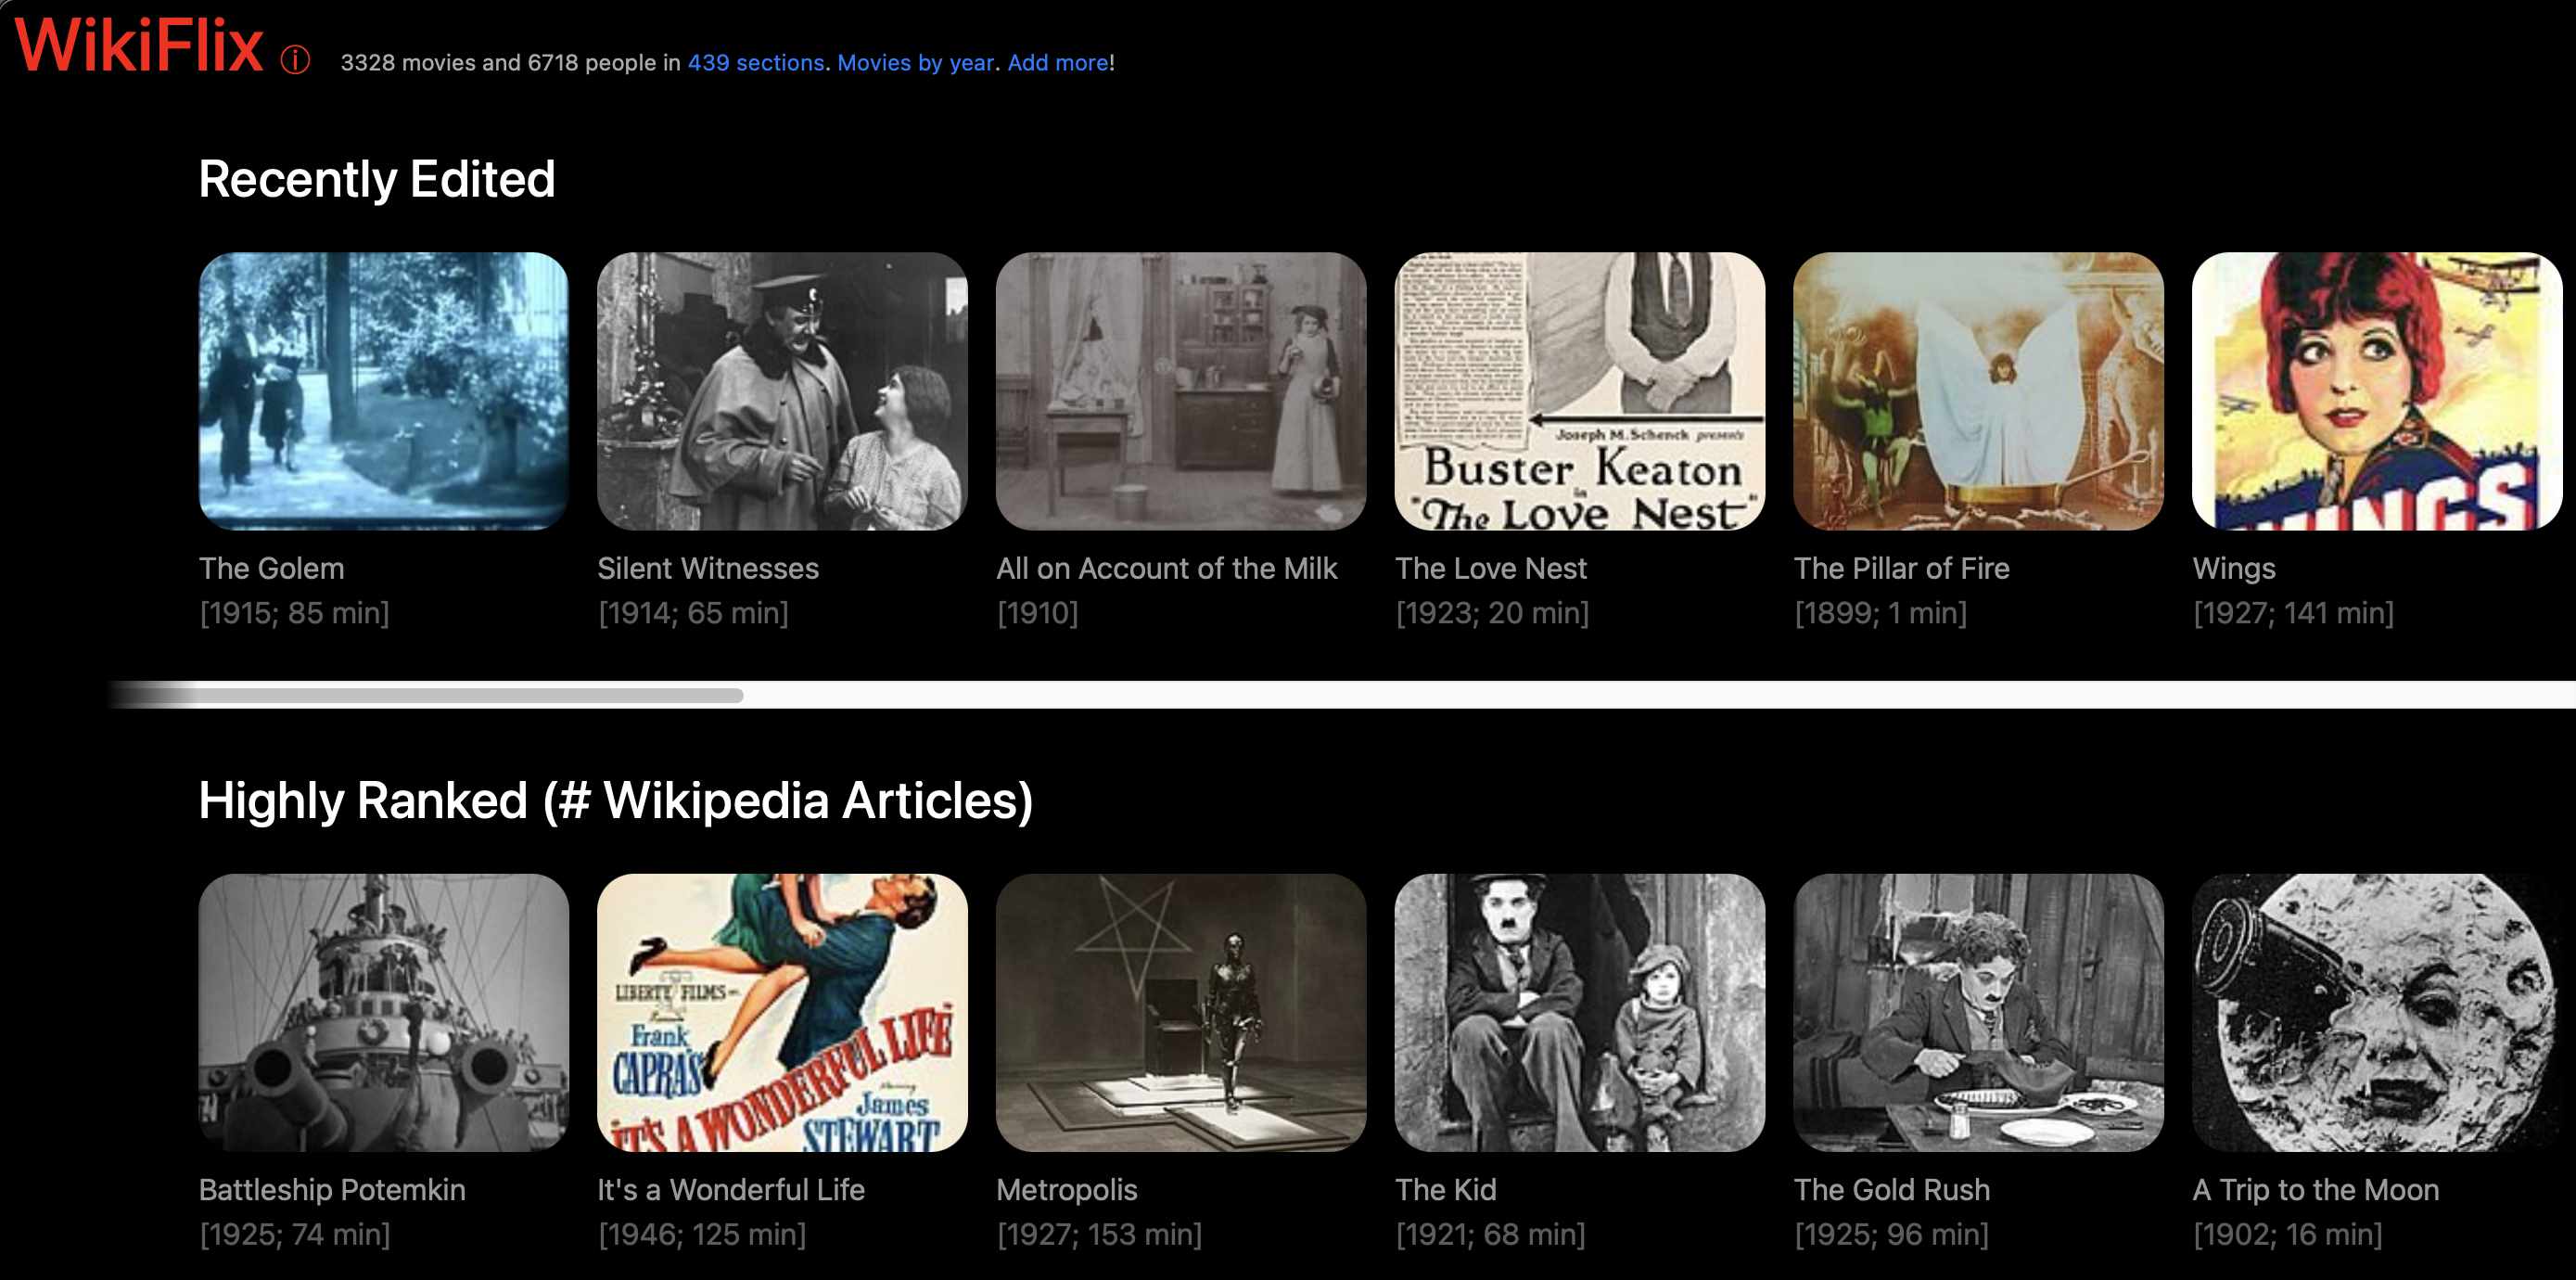 WikiFlix ⓘ 3328 movies and 6718 people in 439 sections. Movies by year. Add more!
Recently Edited
Joseph M. Schenck presents
Buster Keaton
in
"The Love Nest"
WINGS
The Golem
[1915; 85 min]
Silent Witnesses
[1914; 65 min]
All on Account of the Milk
[1910]
The Love Nest
[1923; 20 min]
The Pillar of Fire
[1899; 1 min]
Wings
[1927; 141 min]
Highly Ranked (# Wikipedia Articles)
LIBERTY FILMS
Frank
CAPRA'S
IT'S A WONDERFUL LIFE
James
STEWART
Battleship Potemkin
[1925; 74 min]
It's a Wonderful Life
[1946; 125 min]
Metropolis
[1927; 153 min]
The Kid
[1921; 68 min]
The Gold Rush
[1925; 96 min]
A Trip to the Moon
[1902; 16 min]